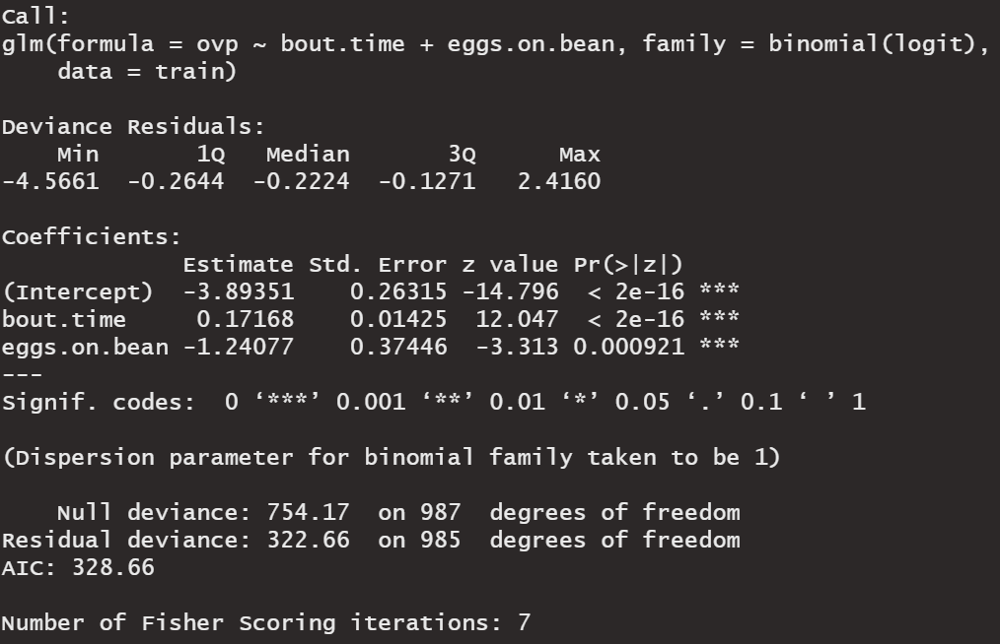 Call:
glm(formula = ovp ~ bout.time + eggs.on.bean, family = binomial(logit),
    data = train)

Deviance Residuals:
    Min       1Q   Median       3Q      Max
-4.5661  -0.2644  -0.2224  -0.1271   2.4160

Coefficients:
             Estimate Std. Error z value Pr(>|z|)
(Intercept)  -3.89351    0.26315 -14.796  < 2e-16 ***
bout.time     0.17168    0.01425  12.047  < 2e-16 ***
eggs.on.bean -1.24077    0.37446  -3.313 0.000921 ***
---
Signif. codes:  0 ‘***’ 0.001 ‘**’ 0.01 ‘*’ 0.05 ‘.’ 0.1 ‘ ’ 1

(Dispersion parameter for binomial family taken to be 1)

    Null deviance: 754.17  on 987  degrees of freedom
Residual deviance: 322.66  on 985  degrees of freedom
AIC: 328.66

Number of Fisher Scoring iterations: 7